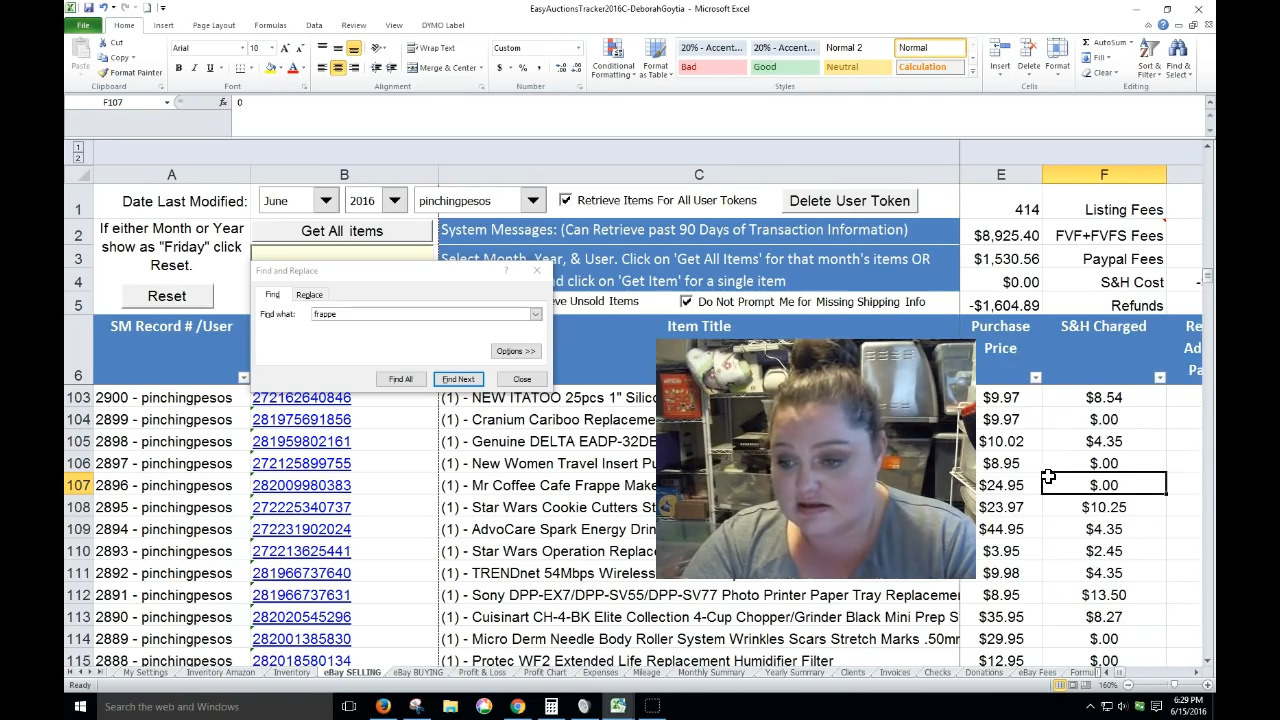 EasyAuctionsTracker2016C-DeborahGoytia - Microsoft Excel
File Home Insert Page Layout Formulas Data Review View DYMO Label
Cut
Copy
Format Painter
Paste
Clipboard
Arial 10
B I U
Font
Wrap Text
Merge & Center
Alignment
Custom
$ % ,
Number
Conditional Formatting
Format as Table
20% - Accent... 20% - Accent... Normal 2 Normal
Bad Good Neutral Calculation
Styles
Insert Delete Format
Cells
AutoSum
Fill
Clear
Sort & Filter
Find & Select
Editing
F107 fx 0
1
2
A B C E F
1 Date Last Modified: June 2016 pinchingpesos Retrieve Items For All User Tokens Delete User Token 414 Listing Fees
2 If either Month or Year show as "Friday" click Reset. Get All items System Messages: (Can Retrieve past 90 Days of Transaction Information) $8,925.40 FVF+FVFS Fees
3 Select Month, Year, & User. Click on 'Get All Items' for that month's items OR $1,530.56 Paypal Fees
4 and click on 'Get Item' for a single item $0.00 S&H Cost
5 Reset eve Unsold Items Do Not Prompt Me for Missing Shipping Info -$1,604.89 Refunds
6 SM Record # /User Item Title Purchase Price S&H Charged
Find and Replace
Find Replace
Find what: frappe
Options >>
Find All Find Next Close
103 2900 - pinchingpesos 272162640846 (1) - NEW ITATOO 25pcs 1" Silico $9.97 $8.54
104 2899 - pinchingpesos 281975691856 (1) - Cranium Cariboo Replaceme $9.97 $.00
105 2898 - pinchingpesos 281959802161 (1) - Genuine DELTA EADP-32DE $10.02 $4.35
106 2897 - pinchingpesos 272125899755 (1) - New Women Travel Insert Pu $8.95 $.00
107 2896 - pinchingpesos 282009980383 (1) - Mr Coffee Cafe Frappe Make $24.95 $.00
108 2895 - pinchingpesos 272225340737 (1) - Star Wars Cookie Cutters St $23.97 $10.25
109 2894 - pinchingpesos 272231902024 (1) - AdvoCare Spark Energy Drin $44.95 $4.35
110 2893 - pinchingpesos 272213625441 (1) - Star Wars Operation Replace $3.95 $2.45
111 2892 - pinchingpesos 281966737640 (1) - TRENDnet 54Mbps Wireless $9.98 $4.35
112 2891 - pinchingpesos 281966737631 (1) - Sony DPP-EX7/DPP-SV55/DPP-SV77 Photo Printer Paper Tray Replacemen $8.95 $13.50
113 2890 - pinchingpesos 282020545296 (1) - Cuisinart CH-4-BK Elite Collection 4-Cup Chopper/Grinder Black Mini Prep S $35.95 $8.27
114 2889 - pinchingpesos 282001385830 (1) - Micro Derm Needle Body Roller System Wrinkles Scars Stretch Marks .50mm $29.95 $.00
115 2888 - pinchingpesos 282018580134 (1) - Protec WF2 Extended Life Replacement Humidifier Filter $12.95 $.00
My Settings Inventory Amazon Inventory eBay SELLING eBay BUYING Profit & Loss Profit Chart Expenses Mileage Monthly Summary Yearly Summary Clients Invoices Checks Donations eBay Fees Formul
Ready 160%
Search the web and Windows
6:29 PM
6/15/2016